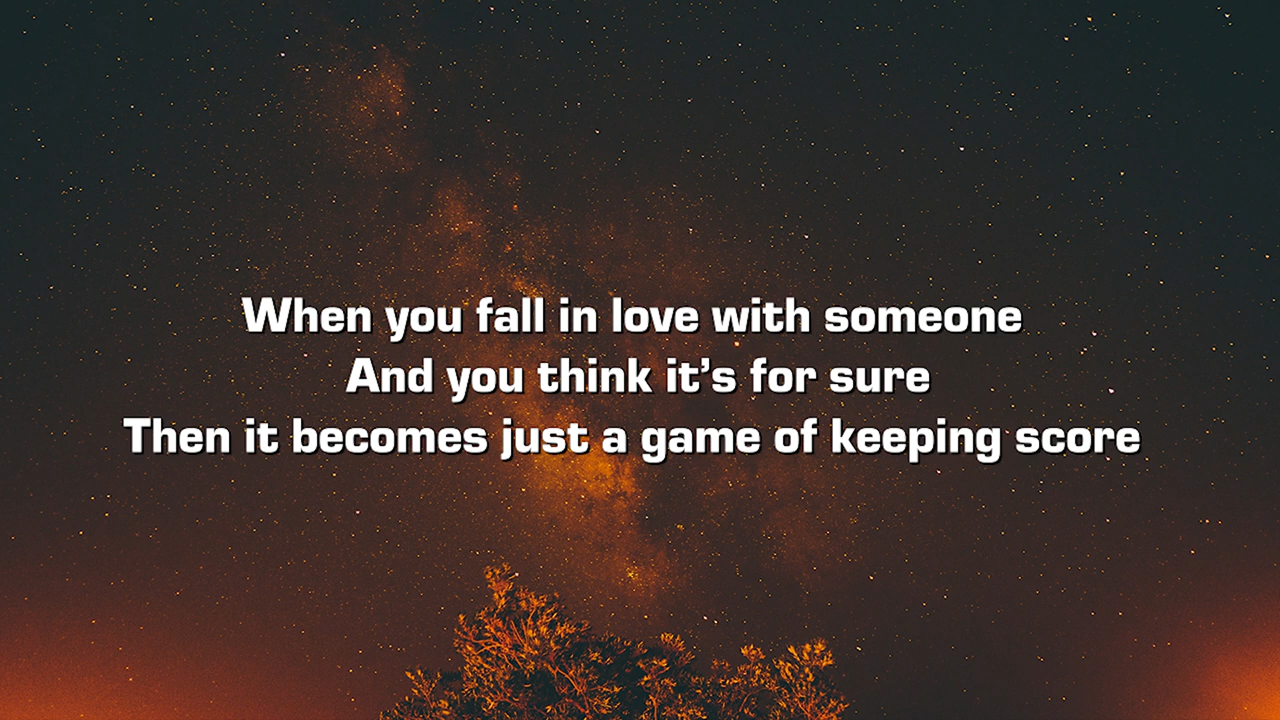 When you fall in love with someone
And you think it’s for sure
Then it becomes just a game of keeping score